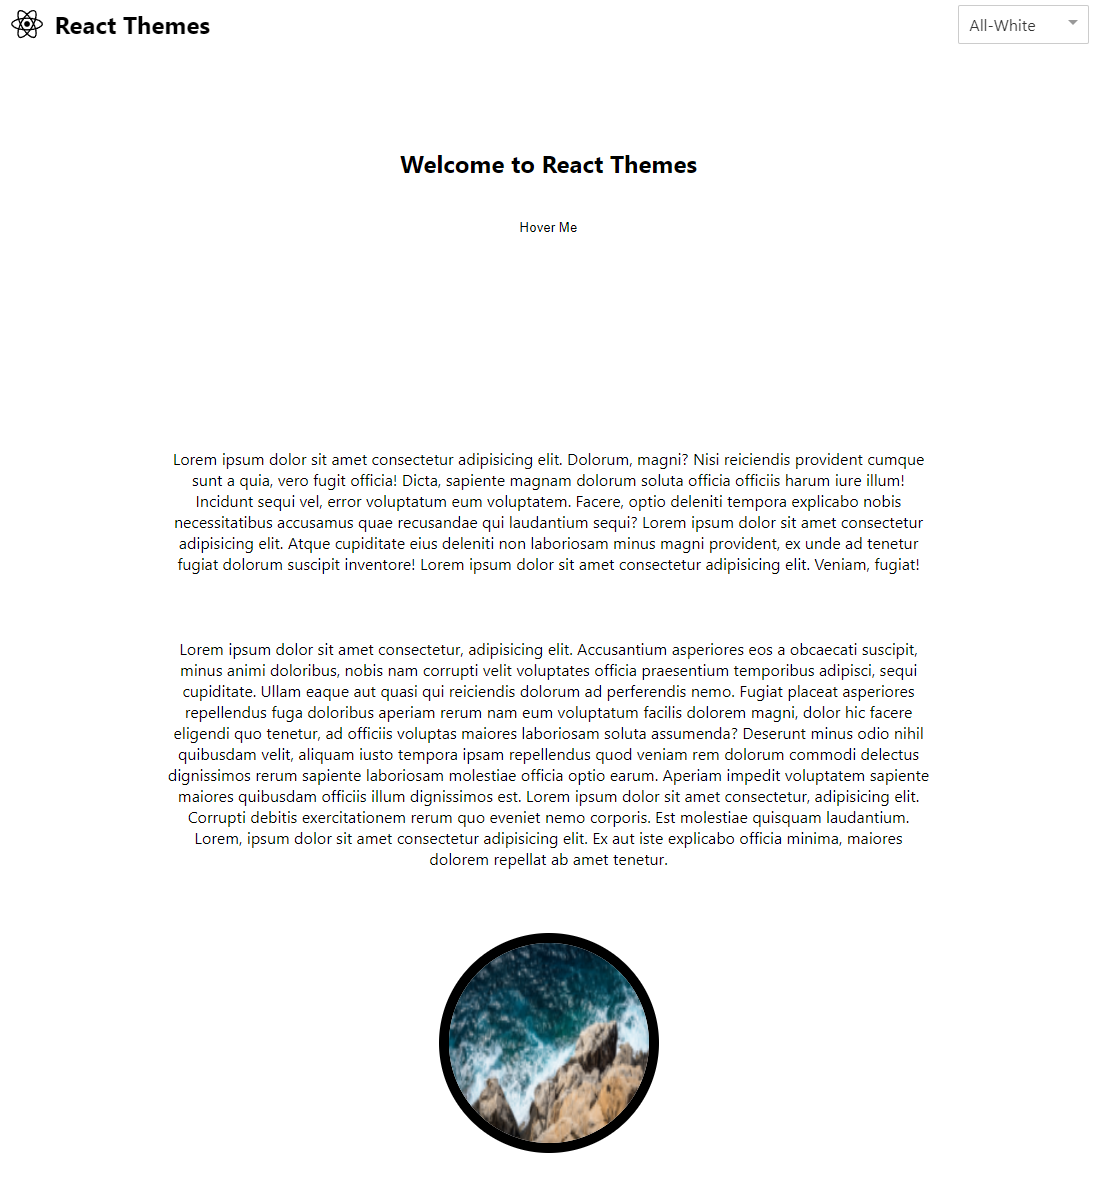 React Themes
All-White
Welcome to React Themes
Hover Me
Lorem ipsum dolor sit amet consectetur adipisicing elit. Dolorum, magni? Nisi reiciendis provident cumque
sunt a quia, vero fugit officia! Dicta, sapiente magnam dolorum soluta officia officiis harum iure illum!
Incidunt sequi vel, error voluptatum eum voluptatem. Facere, optio deleniti tempora explicabo nobis
necessitatibus accusamus quae recusandae qui laudantium sequi? Lorem ipsum dolor sit amet consectetur
adipisicing elit. Atque cupiditate eius deleniti non laboriosam minus magni provident, ex unde ad tenetur
fugiat dolorum suscipit inventore! Lorem ipsum dolor sit amet consectetur adipisicing elit. Veniam, fugiat!
Lorem ipsum dolor sit amet consectetur, adipisicing elit. Accusantium asperiores eos a obcaecati suscipit,
minus animi doloribus, nobis nam corrupti velit voluptates officia praesentium temporibus adipisci, sequi
cupiditate. Ullam eaque aut quasi qui reiciendis dolorum ad perferendis nemo. Fugiat placeat asperiores
repellendus fuga doloribus aperiam rerum nam eum voluptatum facilis dolorem magni, dolor hic facere
eligendi quo tenetur, ad officiis voluptas maiores laboriosam soluta assumenda? Deserunt minus odio nihil
quibusdam velit, aliquam iusto tempora ipsam repellendus quod veniam rem dolorum commodi delectus
dignissimos rerum sapiente laboriosam molestiae officia optio earum. Aperiam impedit voluptatem sapiente
maiores quibusdam officiis illum dignissimos est. Lorem ipsum dolor sit amet consectetur, adipisicing elit.
Corrupti debitis exercitationem rerum quo eveniet nemo corporis. Est molestiae quisquam laudantium.
Lorem, ipsum dolor sit amet consectetur adipisicing elit. Ex aut iste explicabo officia minima, maiores
dolorem repellat ab amet tenetur.